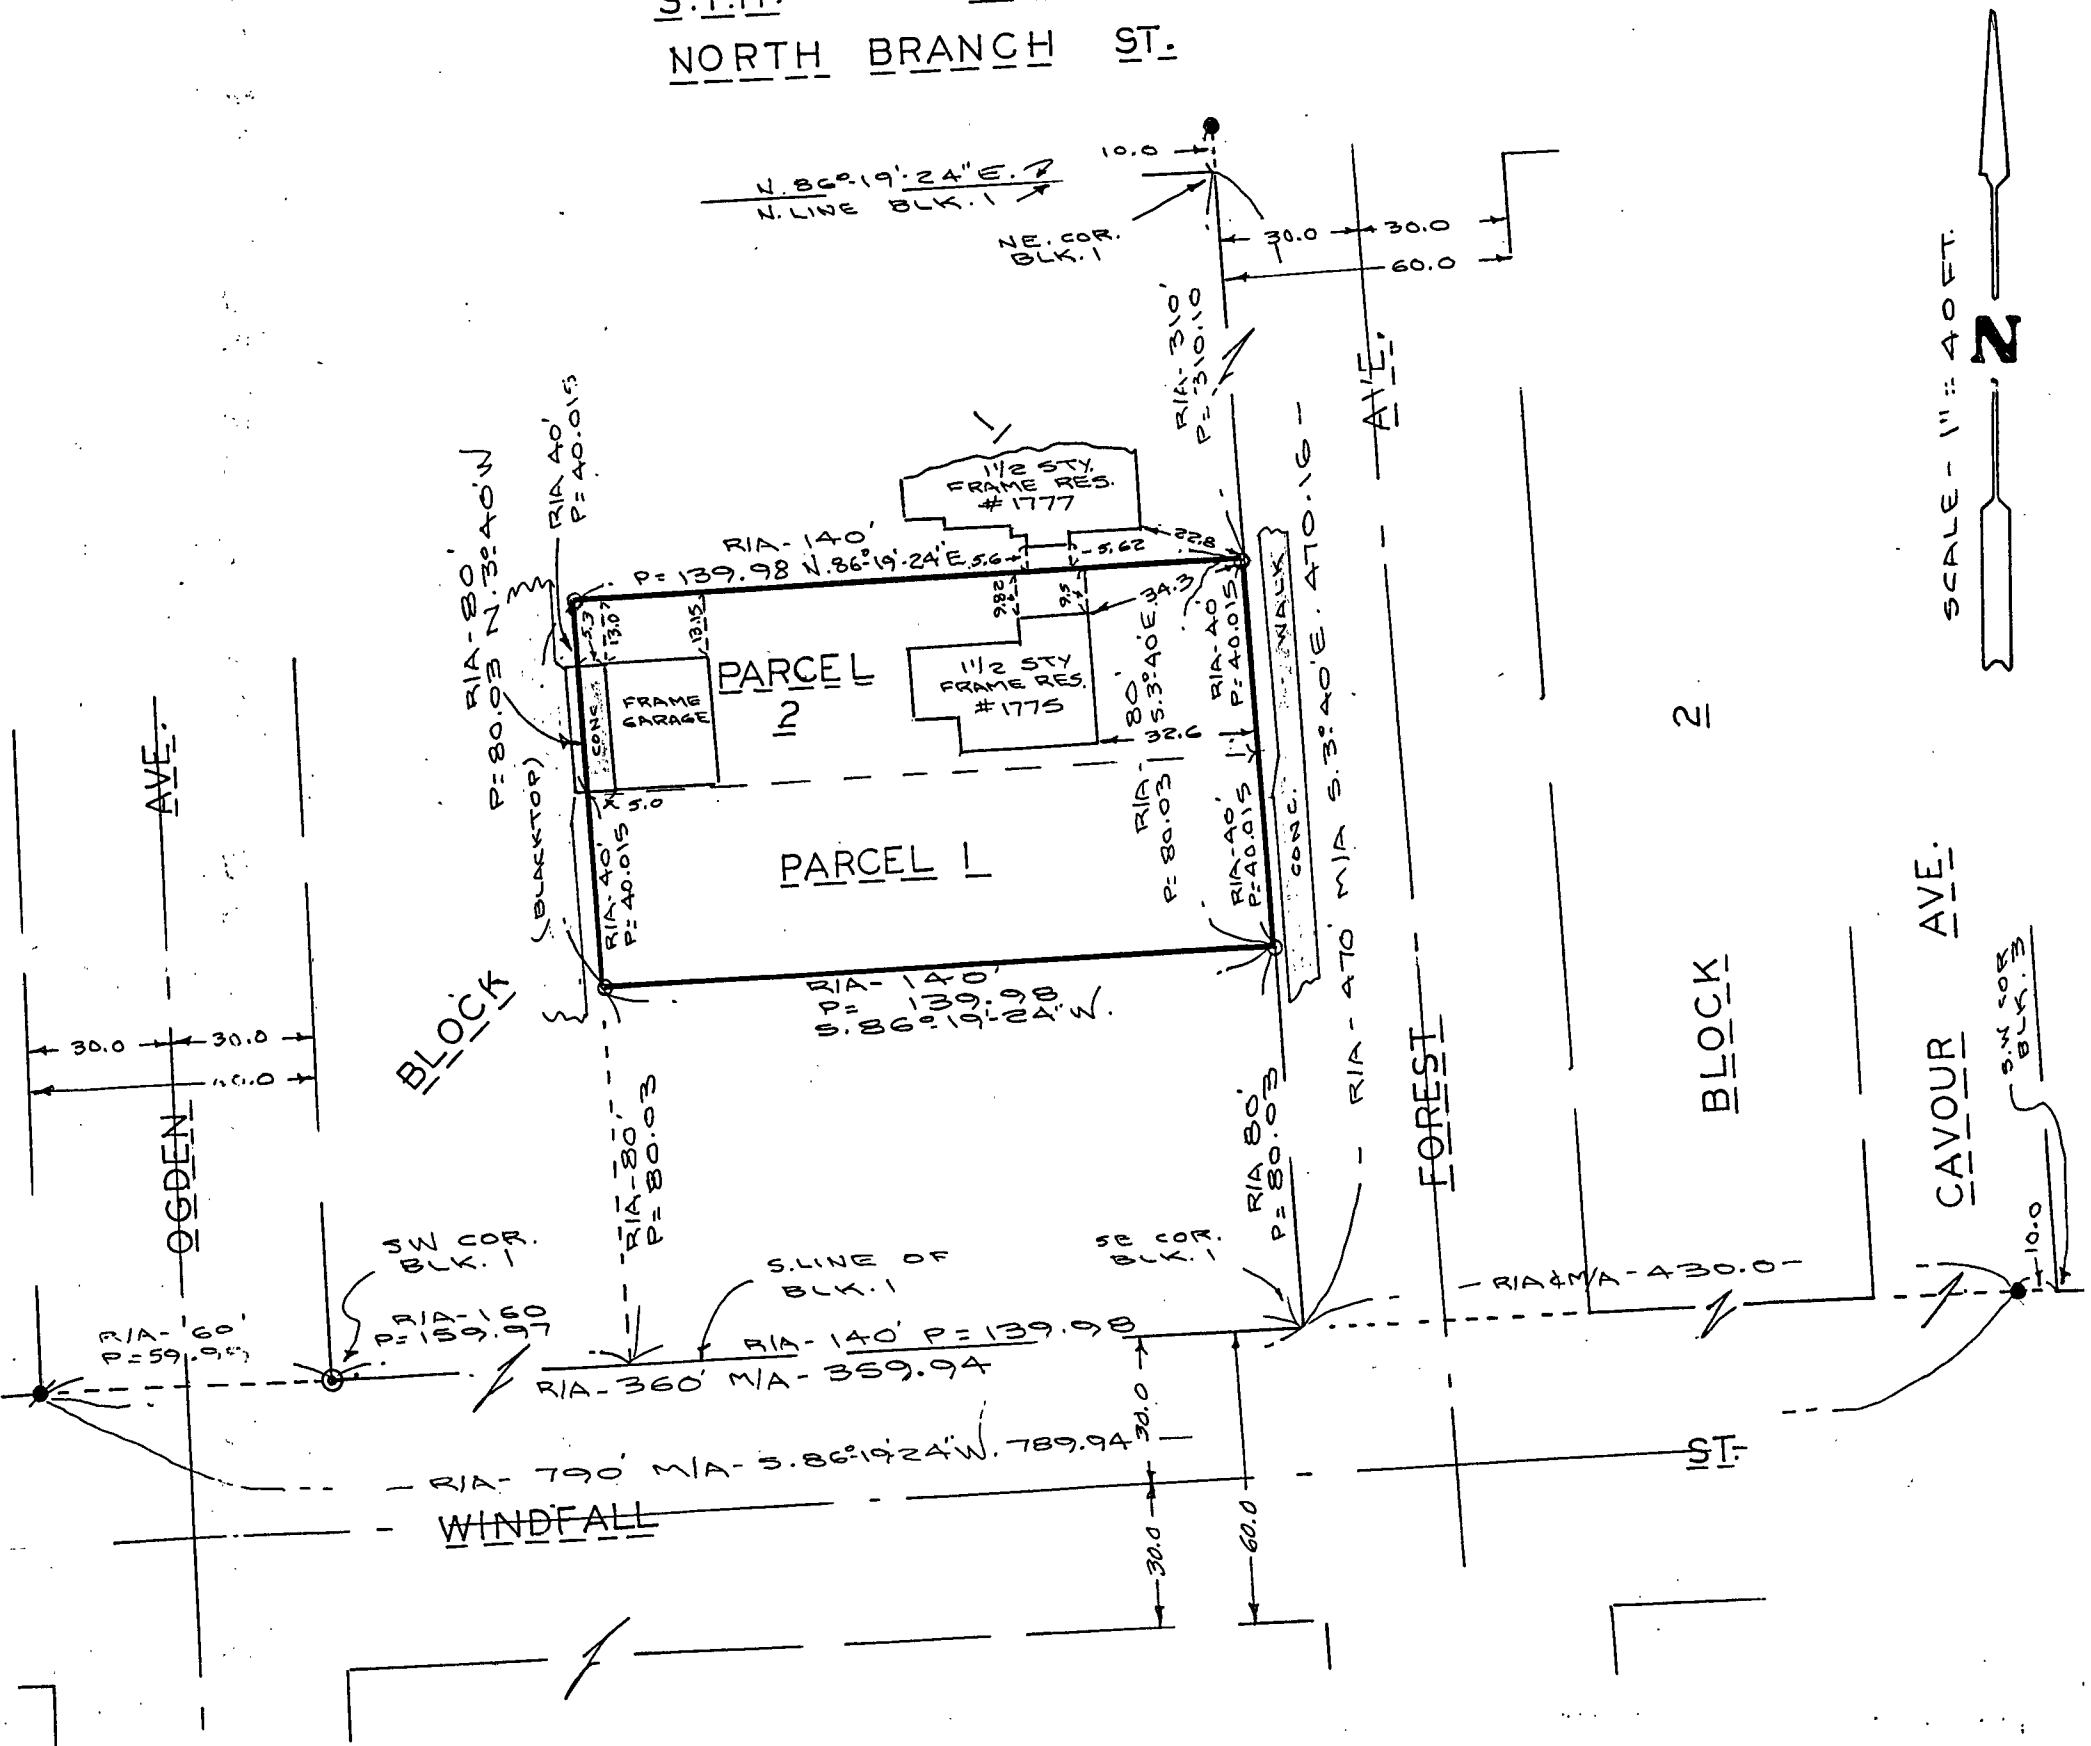 NORTH BRANCH ST.
10.0
N. 86°-19'-24" E.
N. LINE BLK. 1
NE. COR.
BLK. 1
30.0 30.0
60.0
SCALE - 1" = 40 FT.
N
R/A- 310'
P= 310.10
AVE.
R/A 40'
P= 40.015
R/A- 80'
P= 80.03 N. 3°-40' W
1 1/2 STY.
FRAME RES.
# 1777
R/A- 140'
P= 139.98 N. 86°-19'-24" E.
5.6
5.62
22.8
9.82
9.5
34.3
5.3
13.0
13.15
PARCEL
2
FRAME
GARAGE
CONC.
1 1/2 STY
FRAME RES.
# 1775
32.6
R/A- 80'
P= 80.03 S. 3°-40' E.
R/A- 40'
P= 40.015
CONC. WALK
R/A- 470' M/A S. 3°-40' E. 470.16
2
AVE.
(BLACKTOP)
5.0
R/A- 40'
P= 40.015
PARCEL 1
R/A- 40'
P= 40.015
R/A- 140'
P= 139.98
S. 86°-19'-24" W.
BLOCK
30.0 30.0
OGDEN
R/A- 80'
P= 80.03
R/A 80'
P= 80.03
FOREST
BLOCK
CAVOUR AVE.
S.W COR
BLK. 3
10.0
SW COR.
BLK. 1
S. LINE OF
BLK. 1
SE COR.
BLK. 1
R/A & M/A - 430.0
R/A- 60'
R/A- 160
P= 159.97
R/A- 140' P= 139.98
R/A- 360' M/A- 359.94
30.0
R/A- 790' M/A- S. 86°-19'-24" W. 789.94
WINDFALL ST.
30.0
60.0